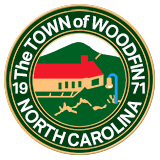 The TOWN of WOODFIN
19 71
NORTH CAROLINA